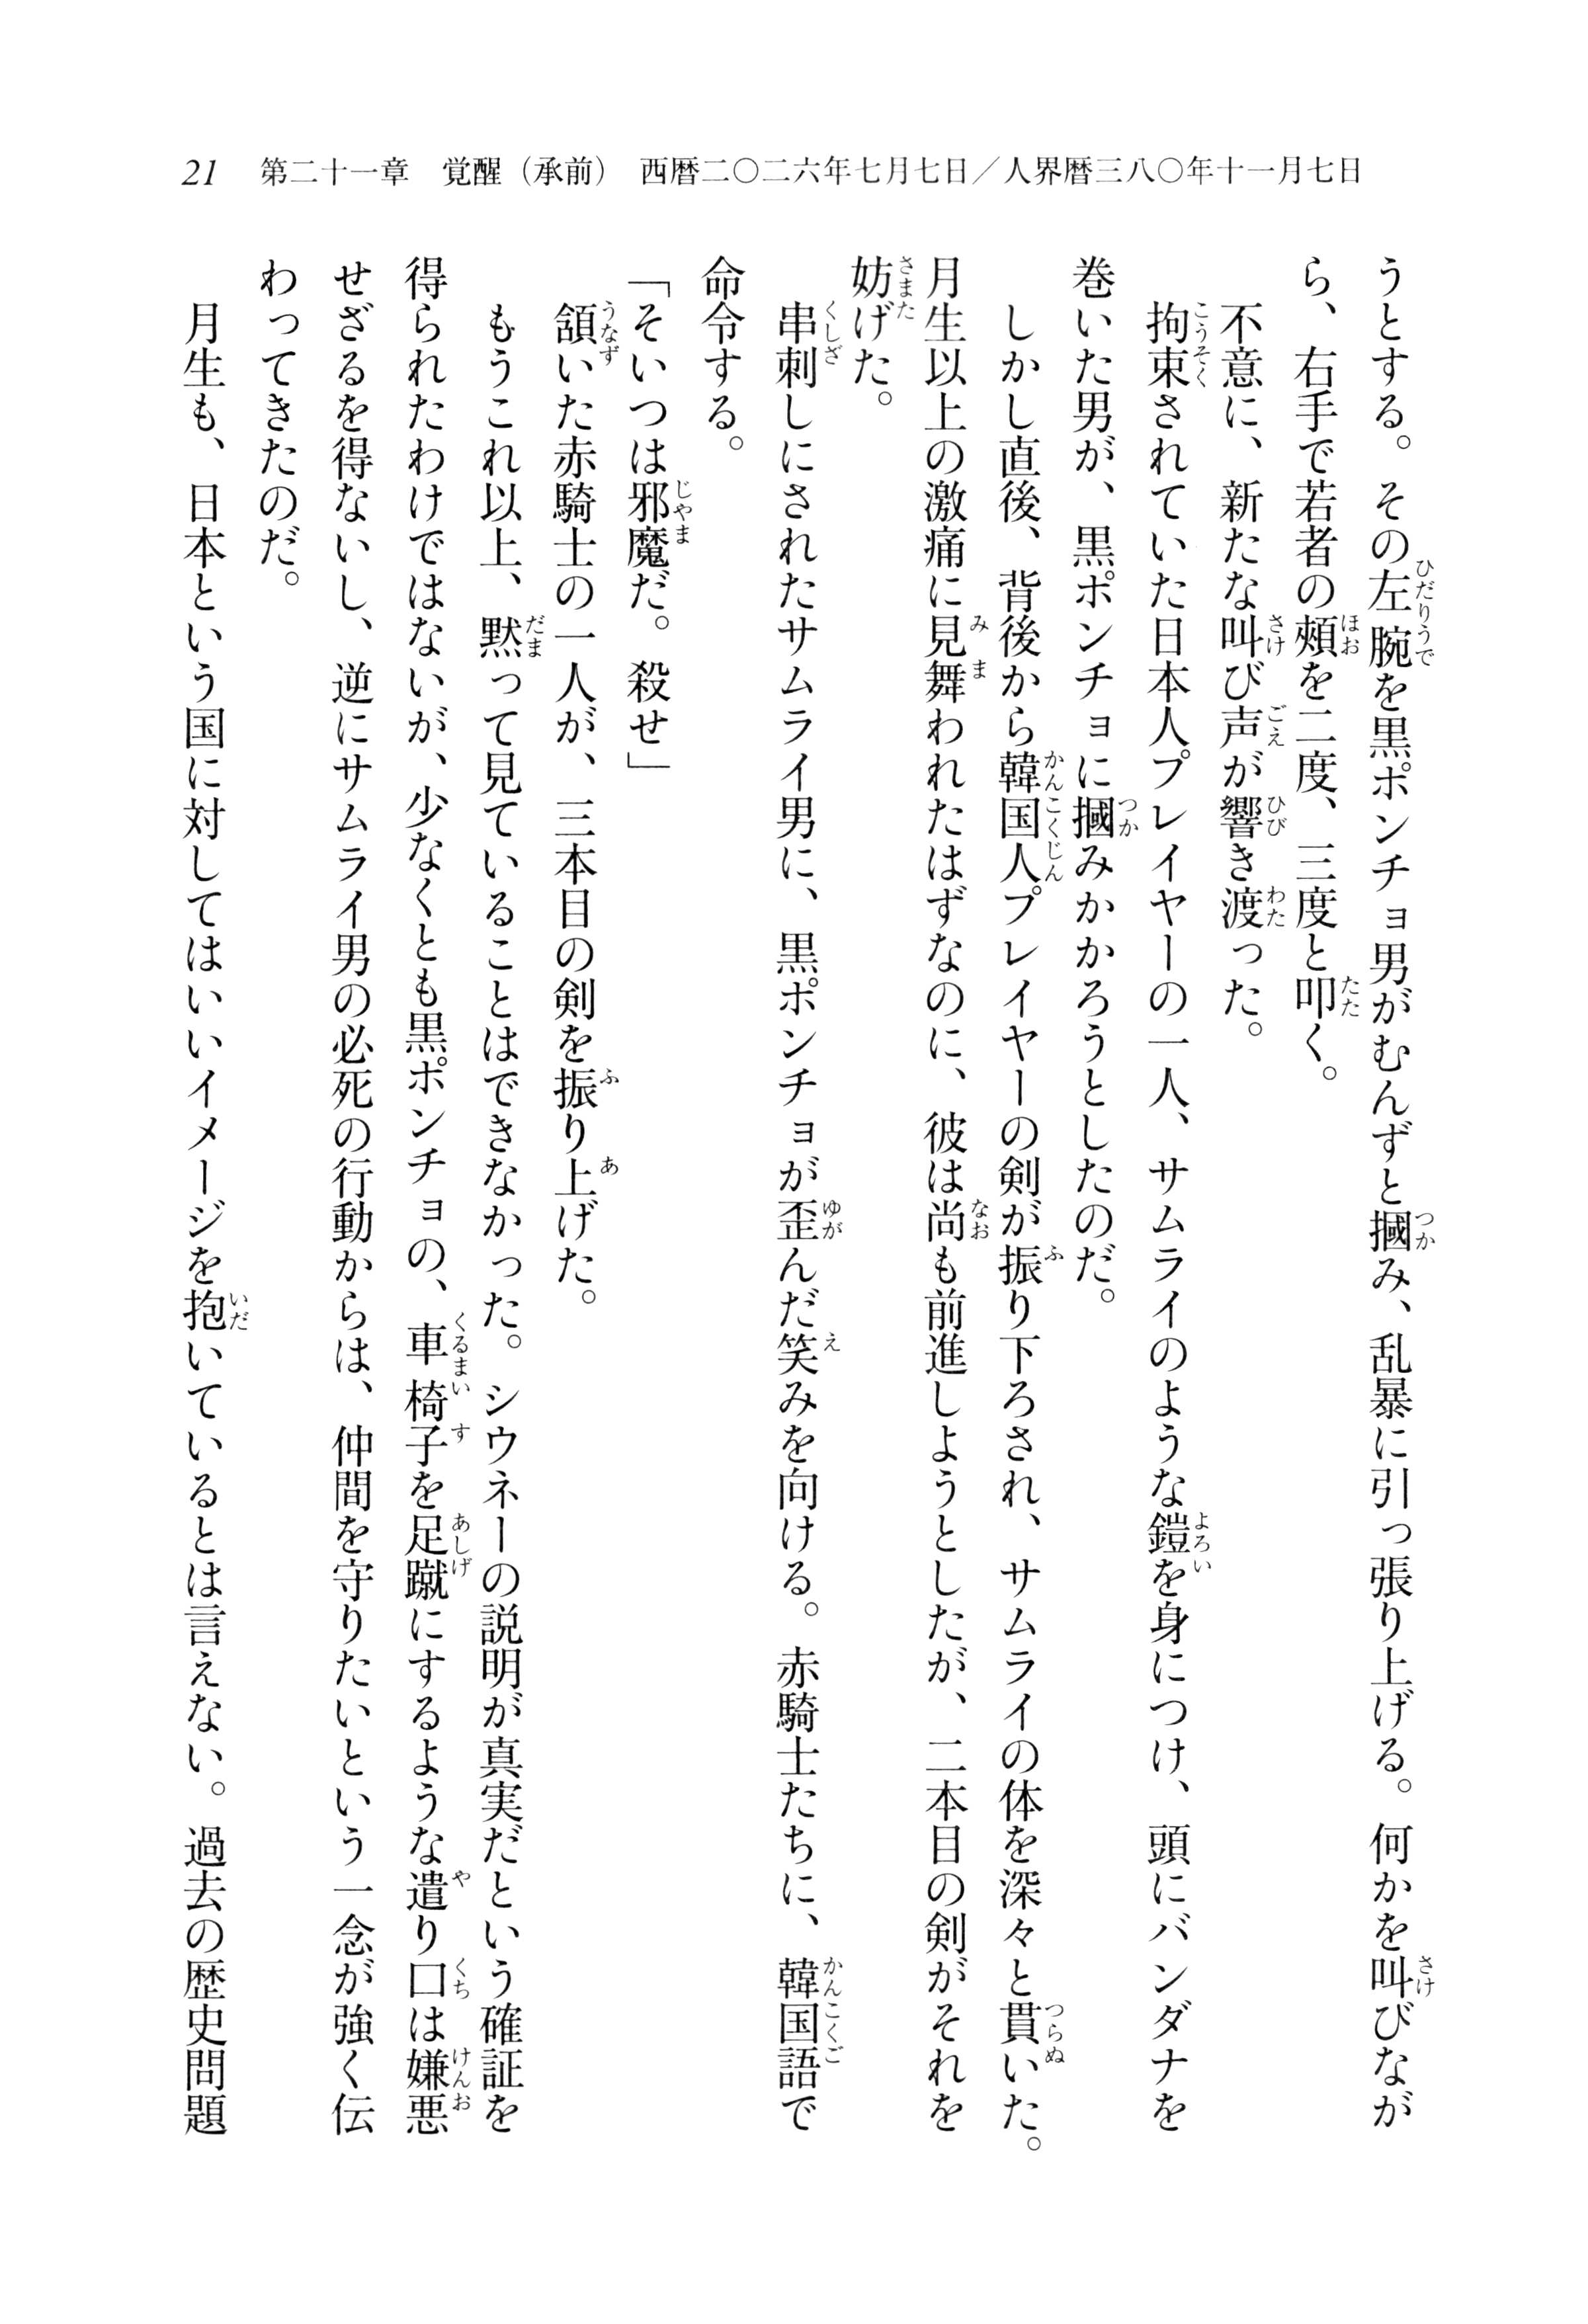 21 第二十一章 覚醒（承前） 西暦二〇二六年七月七日／人界暦三八〇年十一月七日
うとする。その左腕を黒ポンチョ男がむんずと摑み、乱暴に引っ張り上げる。何かを叫びなが
ら、右手で若者の頰を二度、三度と叩く。
不意に、新たな叫び声が響き渡った。
拘束されていた日本人プレイヤーの一人、サムライのような鎧を身につけ、頭にバンダナを
巻いた男が、黒ポンチョに摑みかかろうとしたのだ。
しかし直後、背後から韓国人プレイヤーの剣が振り下ろされ、サムライの体を深々と貫いた。
月生以上の激痛に見舞われたはずなのに、彼は尚も前進しようとしたが、二本目の剣がそれを
妨げた。
串刺しにされたサムライ男に、黒ポンチョが歪んだ笑みを向ける。赤騎士たちに、韓国語で
命令する。
「そいつは邪魔だ。殺せ」
頷いた赤騎士の一人が、三本目の剣を振り上げた。
もうこれ以上、黙って見ていることはできなかった。シウネーの説明が真実だという確証を
得られたわけではないが、少なくとも黒ポンチョの、車椅子を足蹴にするような遣り口は嫌悪
せざるを得ないし、逆にサムライ男の必死の行動からは、仲間を守りたいという一念が強く伝
わってきたのだ。
月生も、日本という国に対してはいいイメージを抱いているとは言えない。過去の歴史問題